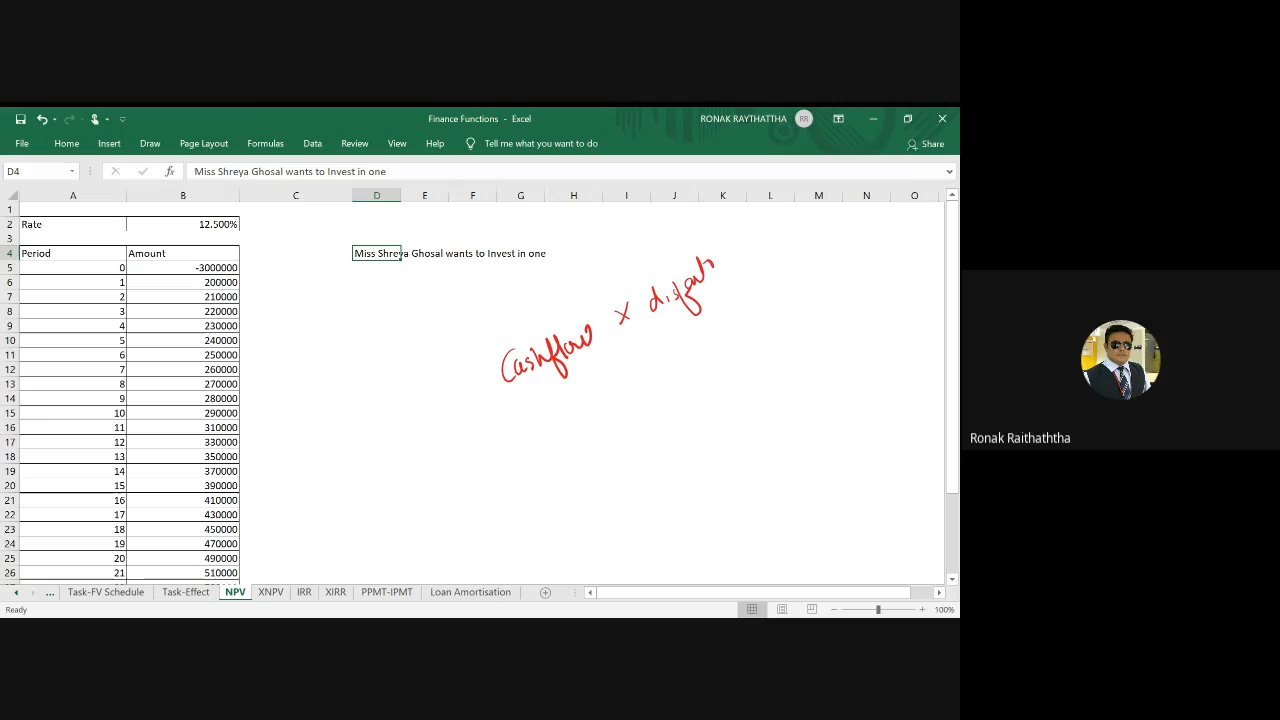 Finance Functions - Excel
RONAK RAYTHATTHA RR
File Home Insert Draw Page Layout Formulas Data Review View Help Tell me what you want to do Share
D4 fx Miss Shreya Ghosal wants to Invest in one
A B C D E F G H I J K L M N O
1
2 Rate 12.500%
3
4 Period Amount Miss Shreya Ghosal wants to Invest in one
5 0 -3000000
6 1 200000
7 2 210000
8 3 220000
9 4 230000
10 5 240000
11 6 250000
12 7 260000
13 8 270000
14 9 280000
15 10 290000
16 11 310000
17 12 330000
18 13 350000
19 14 370000
20 15 390000
21 16 410000
22 17 430000
23 18 450000
24 19 470000
25 20 490000
26 21 510000
Cashflow x
Ronak Raithaththa
... Task-FV Schedule Task-Effect NPV XNPV IRR XIRR PPMT-IPMT Loan Amortisation
Ready 100%